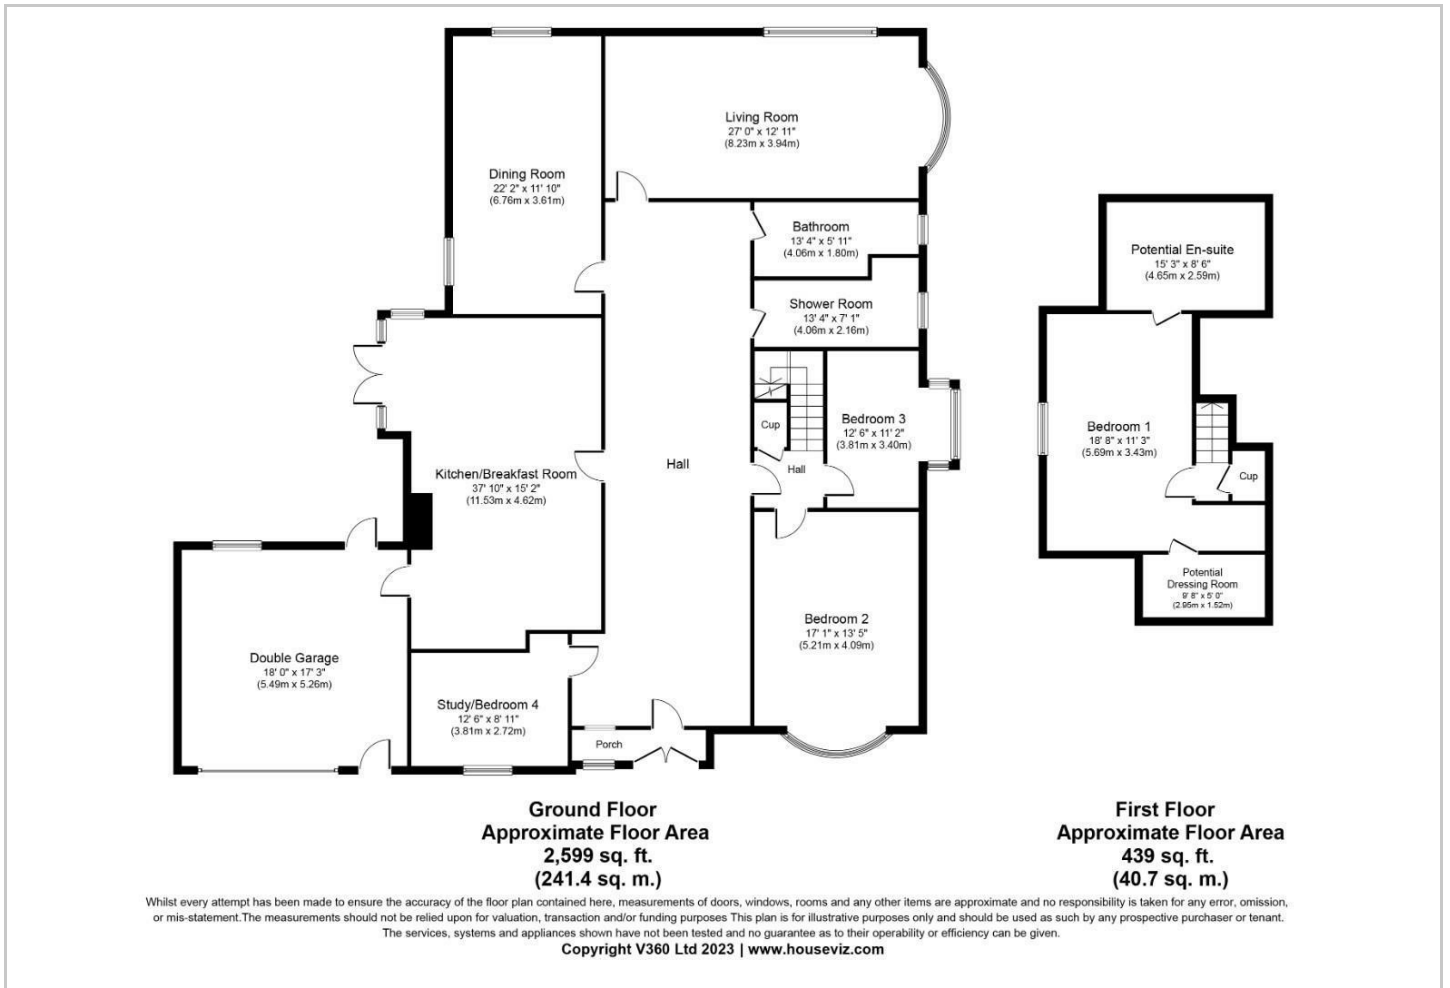 Living Room
27' 0" x 12' 11"
(8.23m x 3.94m)
Dining Room
22' 2" x 11' 10"
(6.76m x 3.61m)
Bathroom
13' 4" x 5' 11"
(4.06m x 1.80m)
Shower Room
13' 4" x 7' 1"
(4.06m x 2.16m)
Cup
Hall
Bedroom 3
12' 6" x 11' 2"
(3.81m x 3.40m)
Hall
Kitchen/Breakfast Room
37' 10" x 15' 2"
(11.53m x 4.62m)
Bedroom 2
17' 1" x 13' 5"
(5.21m x 4.09m)
Double Garage
18' 0" x 17' 3"
(5.49m x 5.26m)
Study/Bedroom 4
12' 6" x 8' 11"
(3.81m x 2.72m)
Porch
Potential En-suite
15' 3" x 8' 6"
(4.65m x 2.59m)
Bedroom 1
18' 8" x 11' 3"
(5.69m x 3.43m)
Cup
Potential
Dressing Room
9' 8" x 5' 0"
(2.95m x 1.52m)
Ground Floor
Approximate Floor Area
2,599 sq. ft.
(241.4 sq. m.)
First Floor
Approximate Floor Area
439 sq. ft.
(40.7 sq. m.)
Whilst every attempt has been made to ensure the accuracy of the floor plan contained here, measurements of doors, windows, rooms and any other items are approximate and no responsibility is taken for any error, omission,
or mis-statement.The measurements should not be relied upon for valuation, transaction and/or funding purposes This plan is for illustrative purposes only and should be used as such by any prospective purchaser or tenant.
The services, systems and appliances shown have not been tested and no guarantee as to their operability or efficiency can be given.
Copyright V360 Ltd 2023 | www.houseviz.com